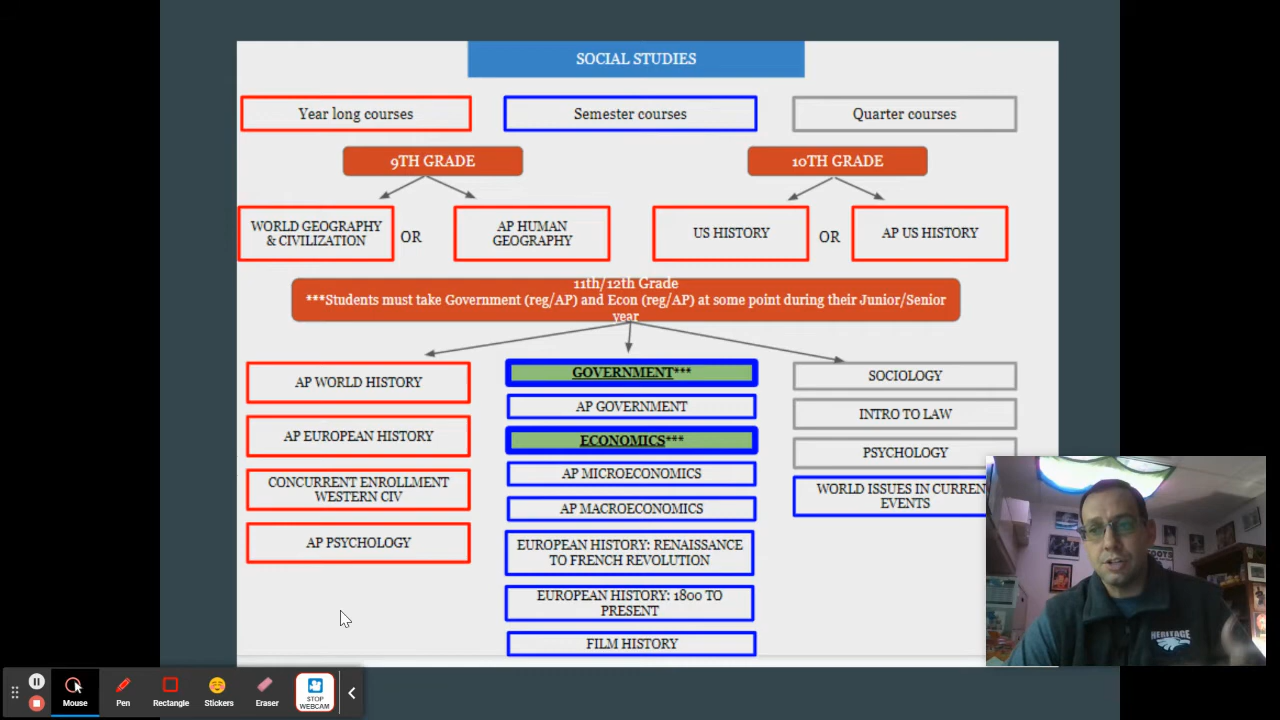 SOCIAL STUDIES
Year long courses
Semester courses
Quarter courses
9TH GRADE
10TH GRADE
WORLD GEOGRAPHY
& CIVILIZATION
OR
AP HUMAN
GEOGRAPHY
US HISTORY
OR
AP US HISTORY
11th/12th Grade
***Students must take Government (reg/AP) and Econ (reg/AP) at some point during their Junior/Senior
year
AP WORLD HISTORY
AP EUROPEAN HISTORY
CONCURRENT ENROLLMENT
WESTERN CIV
AP PSYCHOLOGY
GOVERNMENT***
AP GOVERNMENT
ECONOMICS***
AP MICROECONOMICS
AP MACROECONOMICS
EUROPEAN HISTORY: RENAISSANCE
TO FRENCH REVOLUTION
EUROPEAN HISTORY: 1800 TO
PRESENT
FILM HISTORY
SOCIOLOGY
INTRO TO LAW
PSYCHOLOGY
WORLD ISSUES IN CURREN
EVENTS
HERITAGE
Mouse
Pen
Rectangle
Stickers
Eraser
STOP
WEBCAM